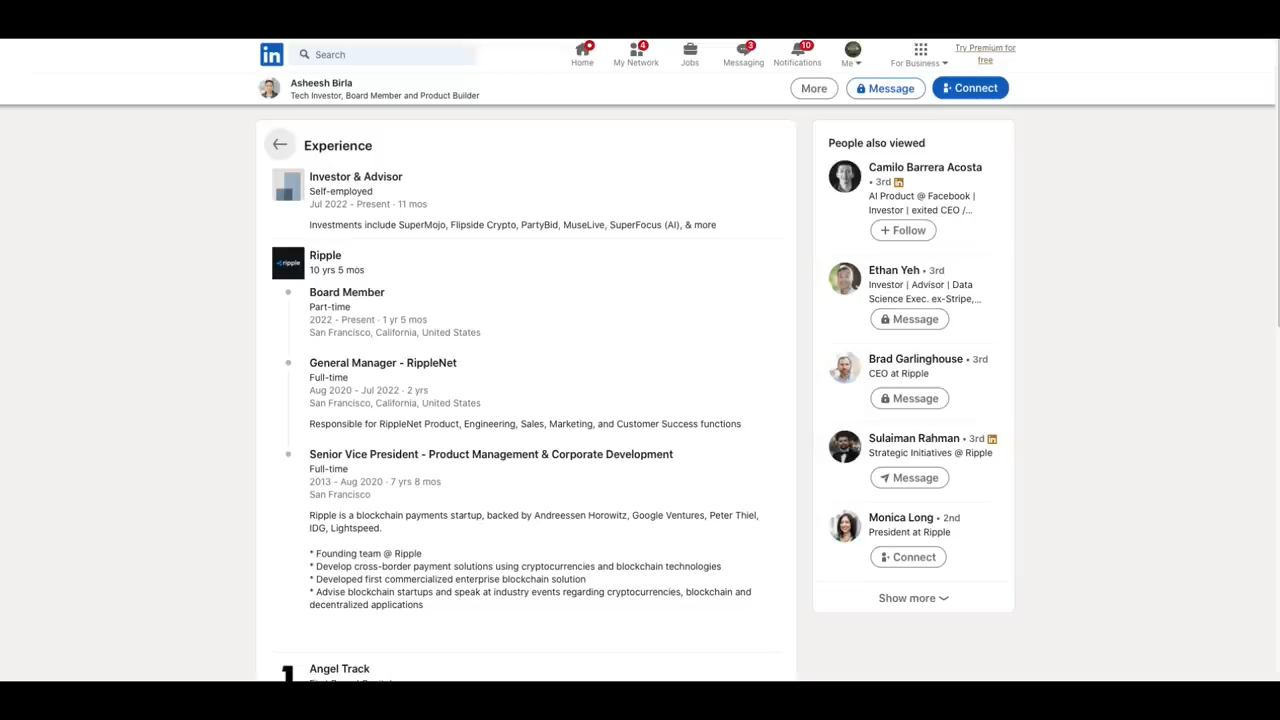 in
Search
Home
4
My Network
Jobs
3
Messaging
10
Notifications
Me
For Business
Try Premium for
free
Asheesh Birla
Tech Investor, Board Member and Product Builder
More
Message
Connect
Experience
Investor & Advisor
Self-employed
Jul 2022 - Present · 11 mos
Investments include SuperMojo, Flipside Crypto, PartyBid, MuseLive, SuperFocus (AI), & more
ripple
Ripple
10 yrs 5 mos
Board Member
Part-time
2022 - Present · 1 yr 5 mos
San Francisco, California, United States
General Manager - RippleNet
Full-time
Aug 2020 - Jul 2022 · 2 yrs
San Francisco, California, United States
Responsible for RippleNet Product, Engineering, Sales, Marketing, and Customer Success functions
Senior Vice President - Product Management & Corporate Development
Full-time
2013 - Aug 2020 · 7 yrs 8 mos
San Francisco
Ripple is a blockchain payments startup, backed by Andreessen Horowitz, Google Ventures, Peter Thiel,
IDG, Lightspeed.
* Founding team @ Ripple
* Develop cross-border payment solutions using cryptocurrencies and blockchain technologies
* Developed first commercialized enterprise blockchain solution
* Advise blockchain startups and speak at industry events regarding cryptocurrencies, blockchain and
decentralized applications
1
Angel Track
People also viewed
Camilo Barrera Acosta
• 3rd in
AI Product @ Facebook |
Investor | exited CEO /...
+ Follow
Ethan Yeh • 3rd
Investor | Advisor | Data
Science Exec. ex-Stripe,...
Message
Brad Garlinghouse • 3rd
CEO at Ripple
Message
Sulaiman Rahman • 3rd in
Strategic Initiatives @ Ripple
Message
Monica Long • 2nd
President at Ripple
Connect
Show more